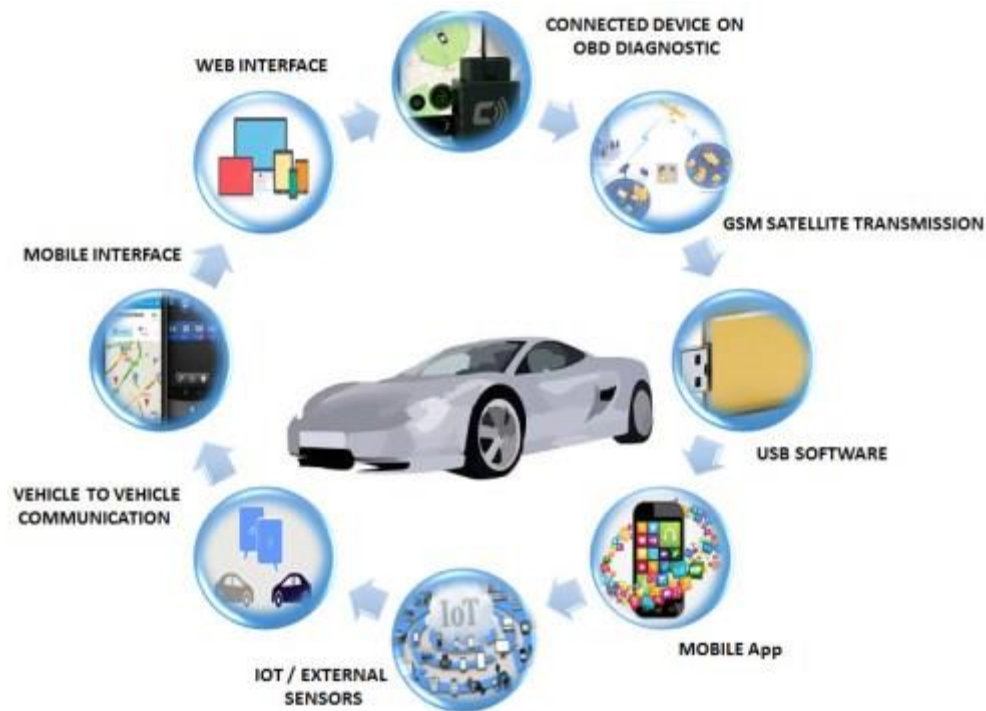 CONNECTED DEVICE ON
OBD DIAGNOSTIC
WEB INTERFACE
GSM SATELLITE TRANSMISSION
MOBILE INTERFACE
USB SOFTWARE
VEHICLE TO VEHICLE
COMMUNICATION
IoT
MOBILE App
IOT / EXTERNAL
SENSORS